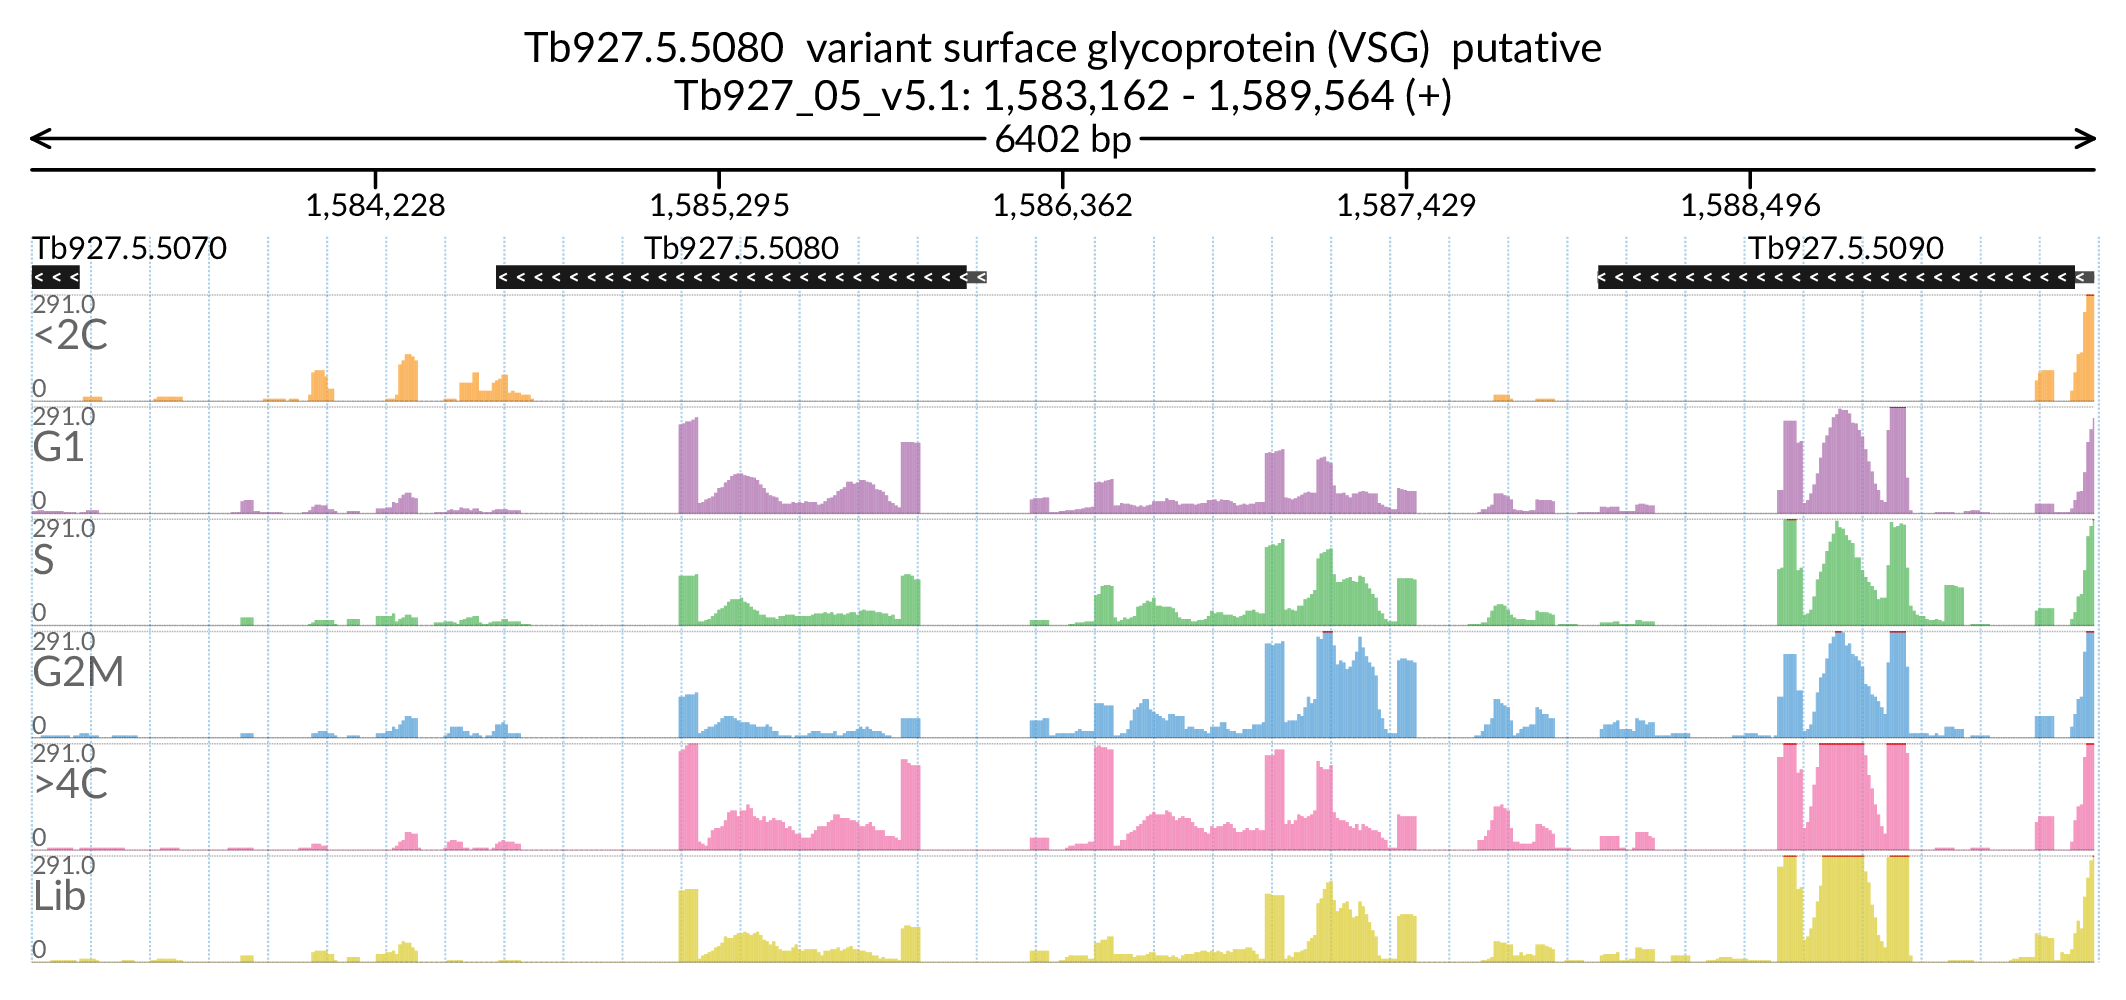 Tb927.5.5080  variant surface glycoprotein (VSG)  putative
Tb927_05_v5.1: 1,583,162 - 1,589,564 (+)
6402 bp
1,584,228 1,585,295 1,586,362 1,587,429 1,588,496
Tb927.5.5070 Tb927.5.5080 Tb927.5.5090
291.0
<2C
0
291.0
G1
0
291.0
S
0
291.0
G2M
0
291.0
>4C
0
291.0
Lib
0